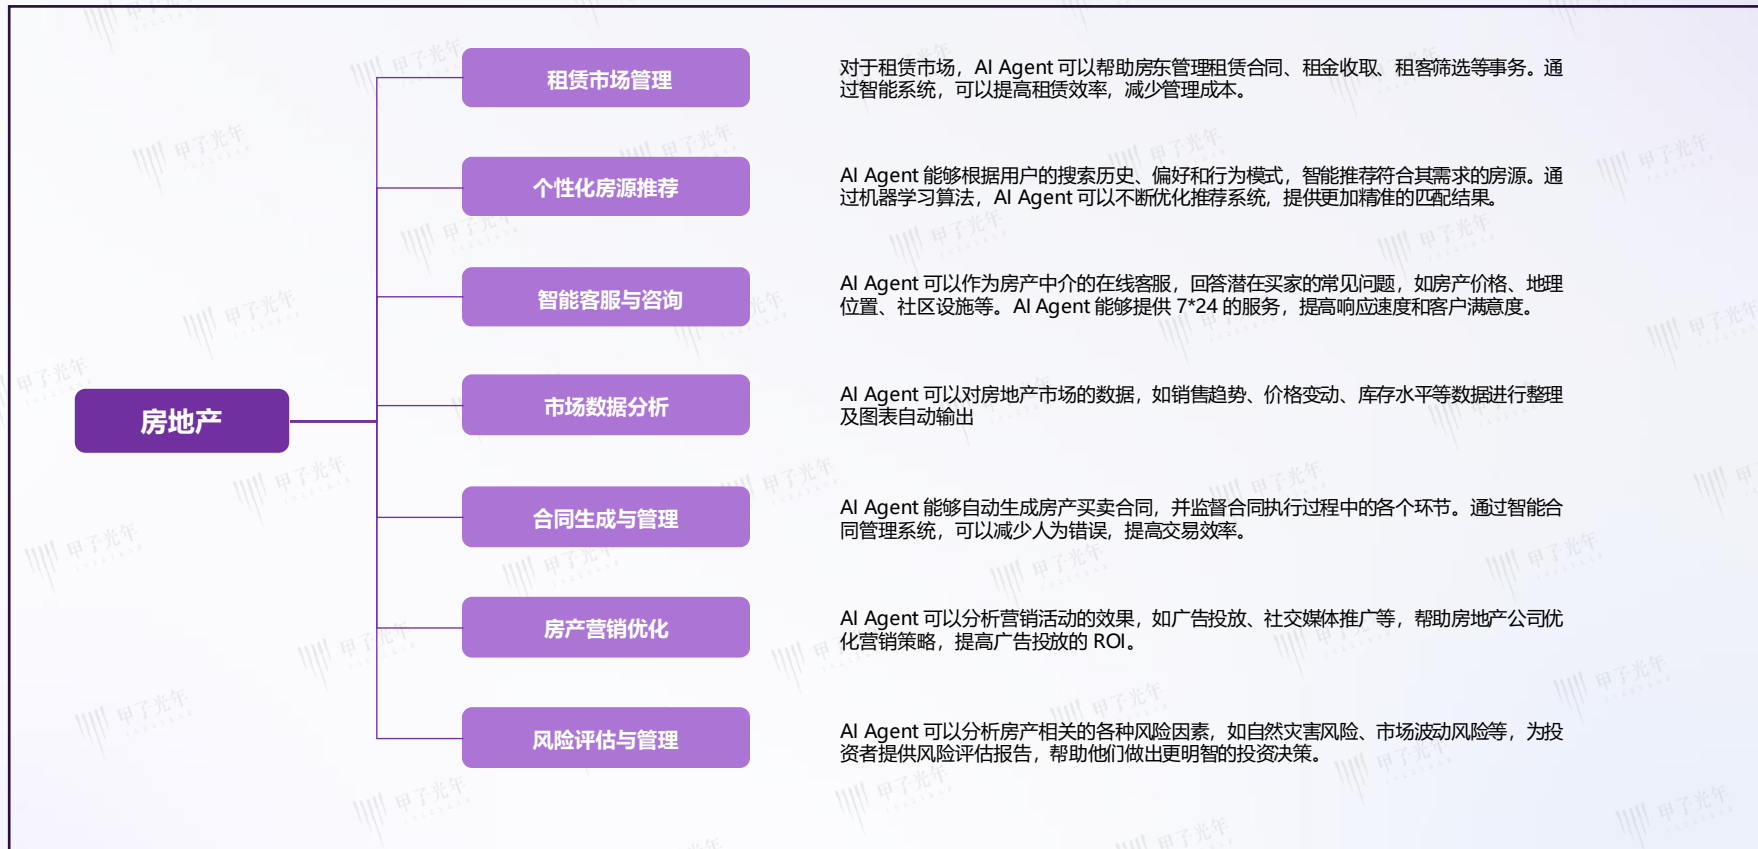 租赁市场管理
对于租赁市场，AI Agent 可以帮助房东管理租赁合同、租金收取、租客筛选等事务。通
过智能系统，可以提高租赁效率，减少管理成本。
个性化房源推荐
AI Agent 能够根据用户的搜索历史、偏好和行为模式，智能推荐符合其需求的房源。通
过机器学习算法，AI Agent 可以不断优化推荐系统，提供更加精准的匹配结果。
智能客服与咨询
AI Agent 可以作为房产中介的在线客服，回答潜在买家的常见问题，如房产价格、地理
位置、社区设施等。AI Agent 能够提供 7*24 的服务，提高响应速度和客户满意度。
房地产
市场数据分析
AI Agent 可以对房地产市场的数据，如销售趋势、价格变动、库存水平等数据进行整理
及图表自动输出
合同生成与管理
AI Agent 能够自动生成房产买卖合同，并监督合同执行过程中的各个环节。通过智能合
同管理系统，可以减少人为错误，提高交易效率。
房产营销优化
AI Agent 可以分析营销活动的效果，如广告投放、社交媒体推广等，帮助房地产公司优
化营销策略，提高广告投放的 ROI。
风险评估与管理
AI Agent 可以分析房产相关的各种风险因素，如自然灾害风险、市场波动风险等，为投
资者提供风险评估报告，帮助他们做出更明智的投资决策。
甲子光年